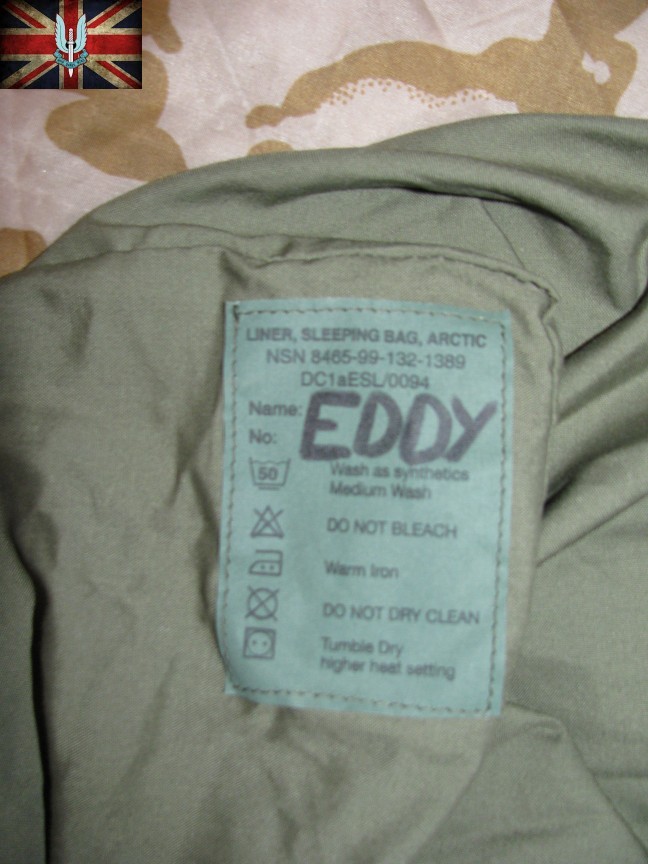 LINER, SLEEPING BAG, ARCTIC
NSN 8465-99-132-1389
DC1aESL/0094
Name: EDDY
No:
50 Wash as synthetics
Medium Wash
DO NOT BLEACH
Warm Iron
DO NOT DRY CLEAN
Tumble Dry
higher heat setting